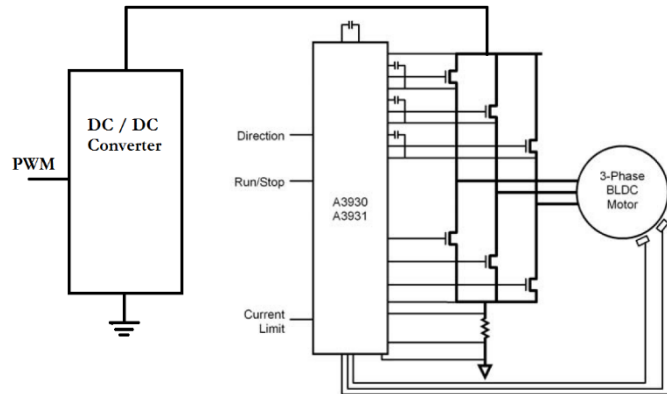 DC / DC
Converter
PWM
Direction
Run/Stop
A3930
A3931
Current
Limit
3-Phase
BLDC
Motor